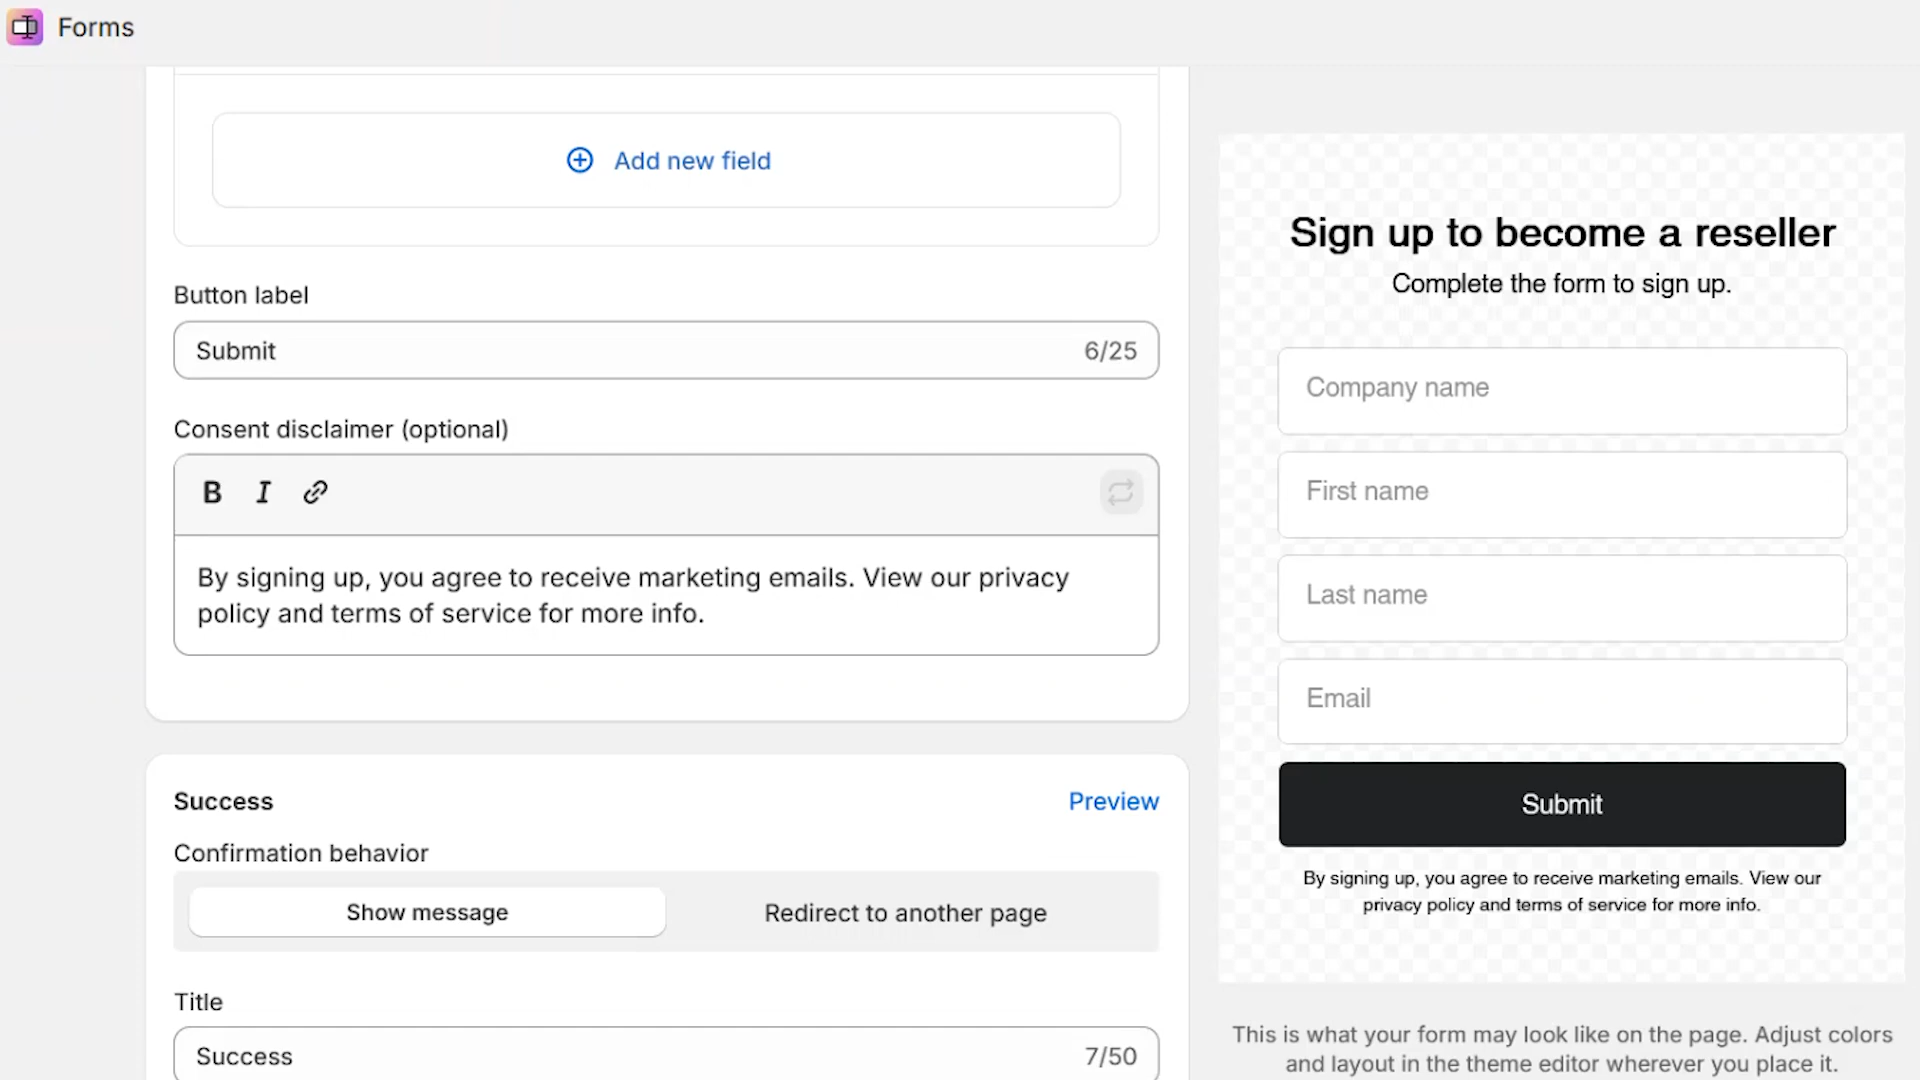 Forms
Add new field
Button label
Submit 6/25
Consent disclaimer (optional)
B I
By signing up, you agree to receive marketing emails. View our privacy
policy and terms of service for more info.
Success Preview
Confirmation behavior
Show message Redirect to another page
Title
Success 7/50
Sign up to become a reseller
Complete the form to sign up.
Company name
First name
Last name
Email
Submit
By signing up, you agree to receive marketing emails. View our
privacy policy and terms of service for more info.
This is what your form may look like on the page. Adjust colors
and layout in the theme editor wherever you place it.